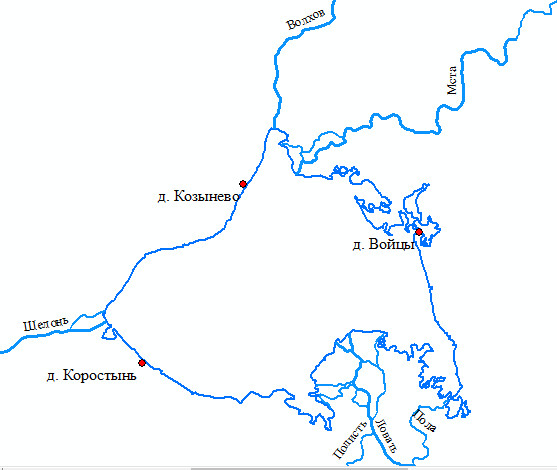 Волхов
Мста
д. Козынево
д. Войцы
Шелонь
д. Коростынь
Полисть
Ловать
Пола